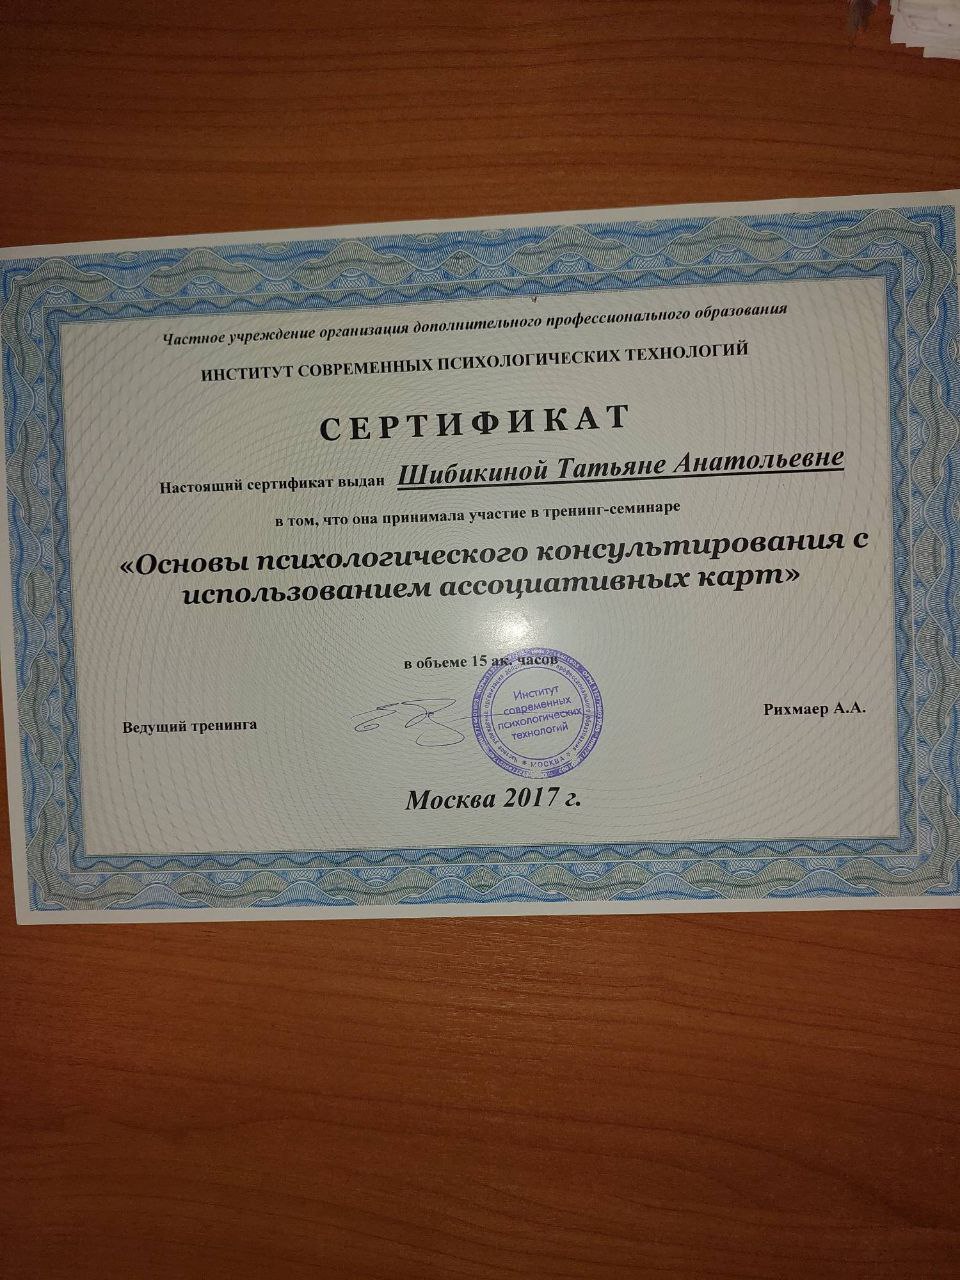 Частное учреждение организация дополнительного профессионального образования
ИНСТИТУТ СОВРЕМЕННЫХ ПСИХОЛОГИЧЕСКИХ ТЕХНОЛОГИЙ
СЕРТИФИКАТ
Настоящий сертификат выдан Шибикиной Татьяне Анатольевне
в том, что она принимала участие в тренинг-семинаре
«Основы психологического консультирования с
использованием ассоциативных карт»
в объеме 15 ак. часов
Институт
современных
психологических
технологий
МОСКВА
Ведущий тренинга
Рихмаер А.А.
Москва 2017 г.